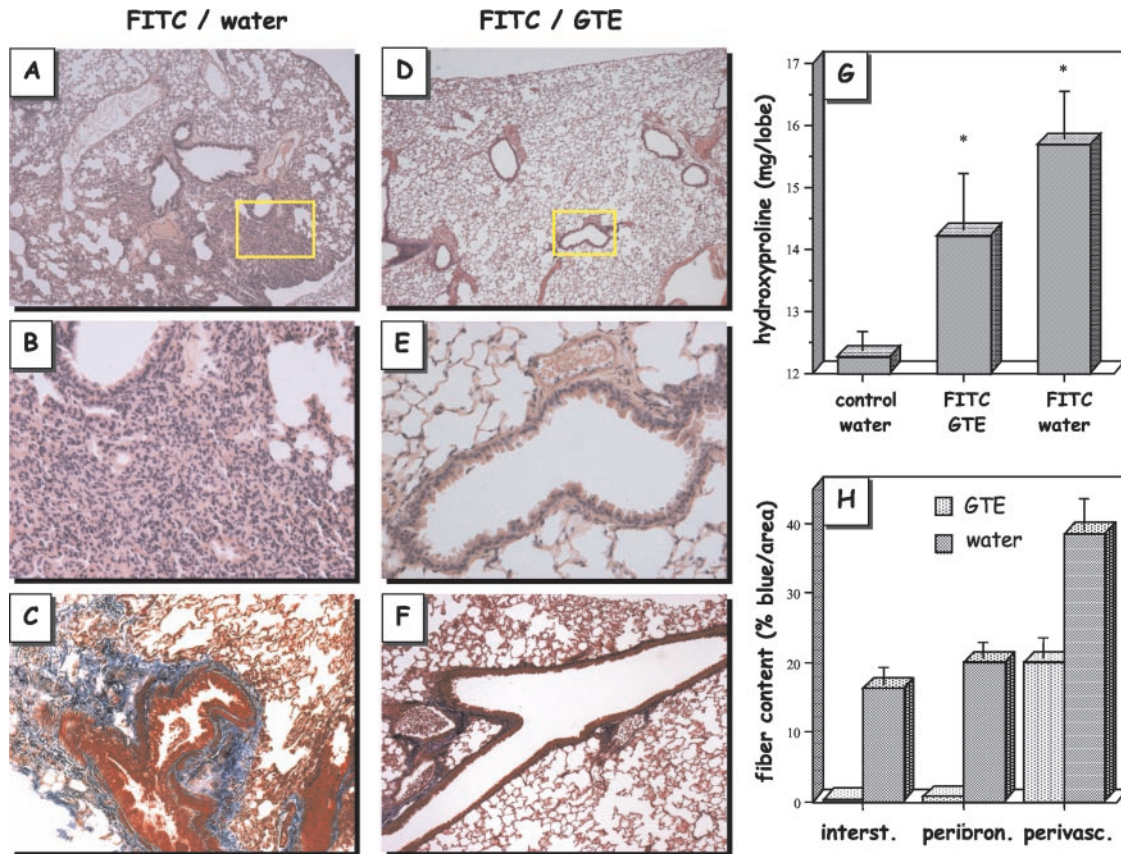 FITC / water
FITC / GTE
A
B
C
D
E
F
G
hydroxyproline (mg/lobe)
17
16
15
14
13
12
*
*
control water
FITC GTE
FITC water
H
GTE
water
fiber content (% blue/area)
40
30
20
10
0
interst.
peribron.
perivasc.